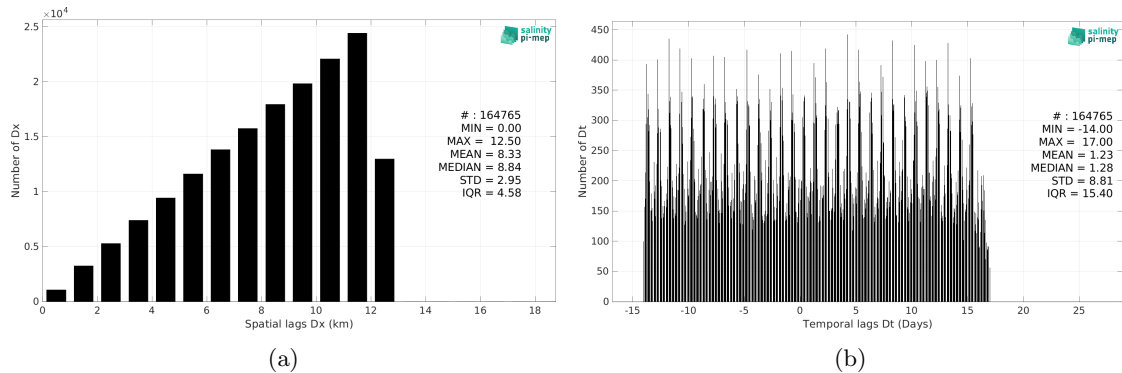 ×10⁴
2.5
2
1.5
1
0.5
0
Number of Dx
0 2 4 6 8 10 12 14 16 18
Spatial lags Dx (km)
salinity
pi-mep
# : 164765
MIN = 0.00
MAX = 12.50
MEAN = 8.33
MEDIAN = 8.84
STD = 2.95
IQR = 4.58
(a)
450
400
350
300
250
200
150
100
50
0
Number of Dt
-15 -10 -5 0 5 10 15 20 25
Temporal lags Dt (Days)
salinity
pi-mep
# : 164765
MIN = -14.00
MAX = 17.00
MEAN = 1.23
MEDIAN = 1.28
STD = 8.81
IQR = 15.40
(b)